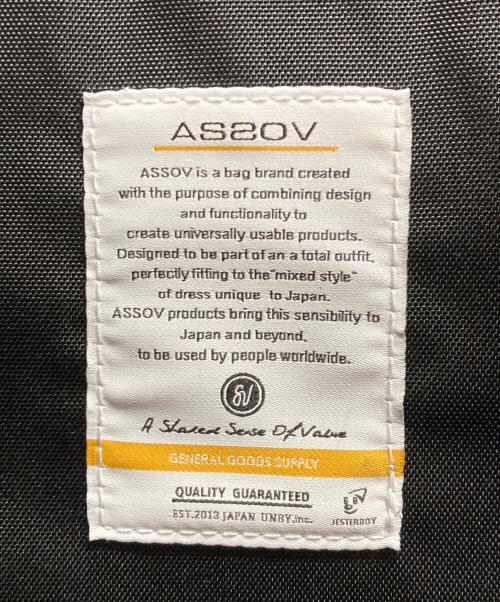 ASSOV
ASSOV is a bag brand created
with the purpose of combining design
and functionality to
create universally usable products.
Designed to be part of an a total outfit,
perfectly fitting to the "mixed style"
of dress unique to Japan.
ASSOV products bring this sensibility to
Japan and beyond,
to be used by people worldwide.
A Shared Sense Of Value
GENERAL GOODS SUPPLY
QUALITY GUARANTEED
EST.2013 JAPAN UNBY.inc.
JESTERBOY